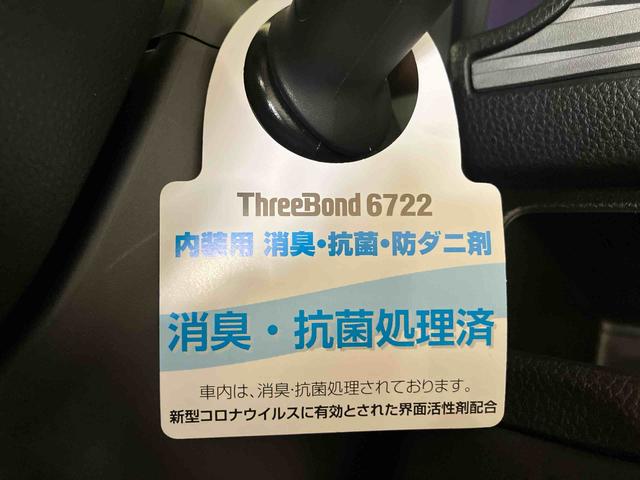 ThreeBond 6722
内装用 消臭・抗菌・防ダニ剤
消臭・抗菌処理済
車内は、消臭・抗菌処理されております。
新型コロナウイルスに有効とされた界面活性剤配合